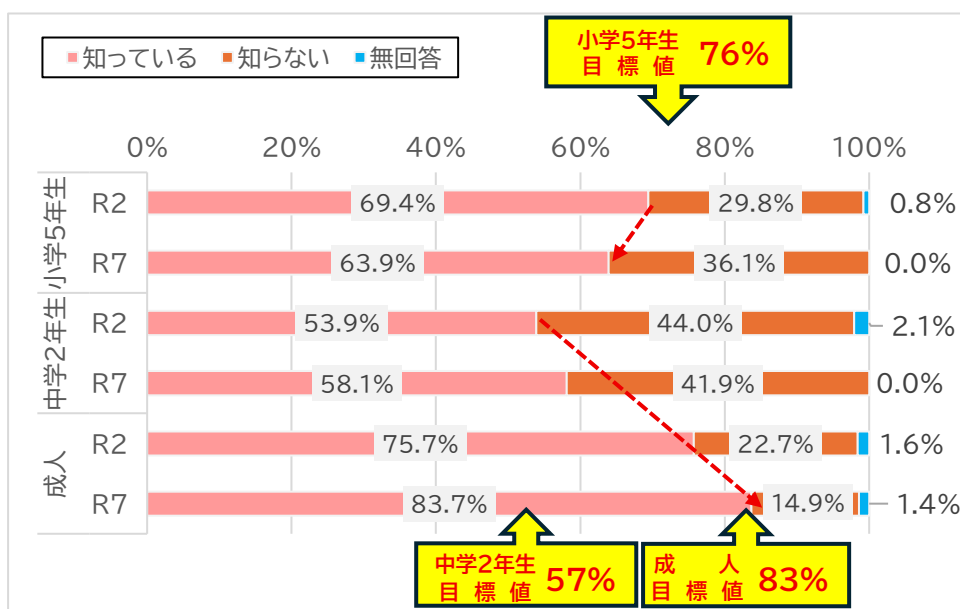 知っている 知らない 無回答
小学5年生
目標値 76%
0% 20% 40% 60% 80% 100%
小学5年生
R2 69.4% 29.8% 0.8%
R7 63.9% 36.1% 0.0%
中学2年生
R2 53.9% 44.0% 2.1%
R7 58.1% 41.9% 0.0%
成人
R2 75.7% 22.7% 1.6%
R7 83.7% 14.9% 1.4%
中学2年生
目標値 57%
成人
目標値 83%